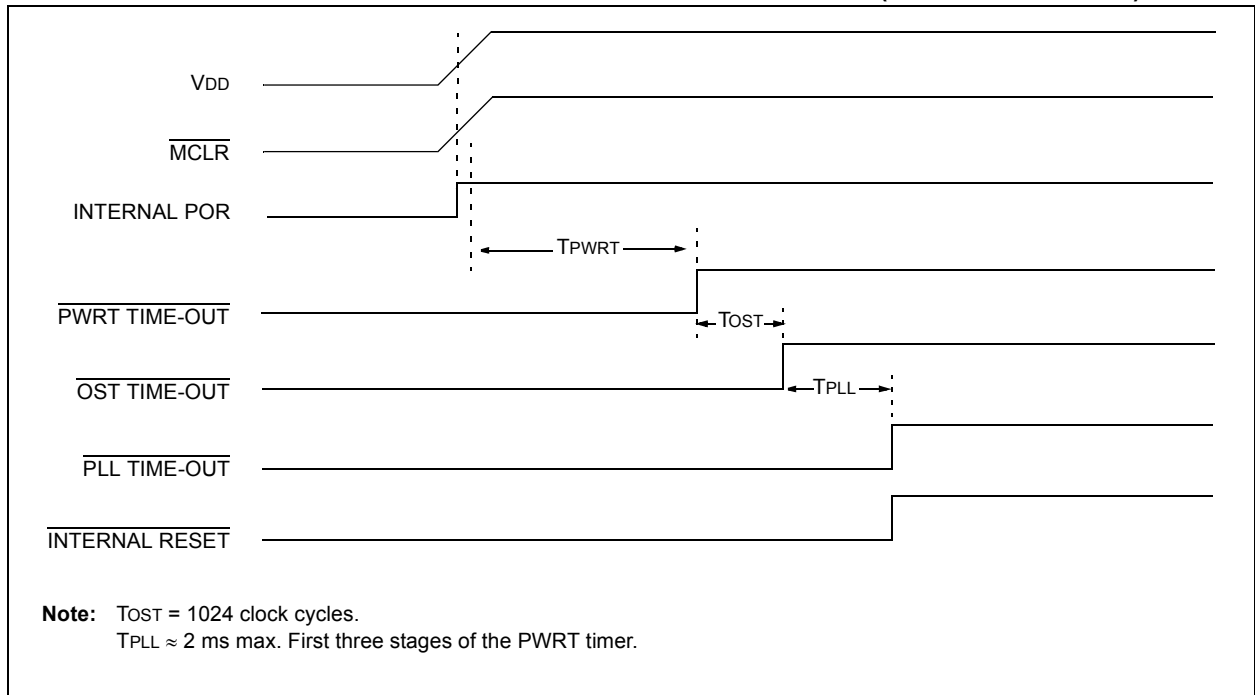 VDD
MCLR
INTERNAL POR
TPWRT
PWRT TIME-OUT
TOST
OST TIME-OUT
TPLL
PLL TIME-OUT
INTERNAL RESET
Note: TOST = 1024 clock cycles.
TPLL ≈ 2 ms max. First three stages of the PWRT timer.